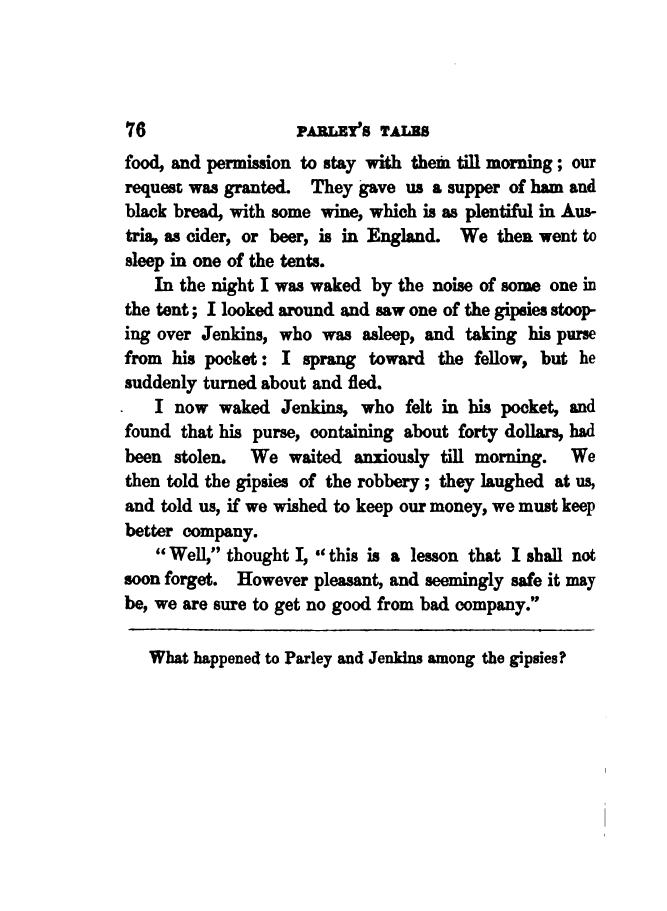 76 PARLEY'S TALES
food, and permission to stay with them till morning; our
request was granted. They gave us a supper of ham and
black bread, with some wine, which is as plentiful in Aus-
tria, as cider, or beer, is in England. We then went to
sleep in one of the tents.
In the night I was waked by the noise of some one in
the tent; I looked around and saw one of the gipsies stoop-
ing over Jenkins, who was asleep, and taking his purse
from his pocket: I sprang toward the fellow, but he
suddenly turned about and fled.
I now waked Jenkins, who felt in his pocket, and
found that his purse, containing about forty dollars, had
been stolen. We waited anxiously till morning. We
then told the gipsies of the robbery; they laughed at us,
and told us, if we wished to keep our money, we must keep
better company.
"Well," thought I, "this is a lesson that I shall not
soon forget. However pleasant, and seemingly safe it may
be, we are sure to get no good from bad company."
What happened to Parley and Jenkins among the gipsies?